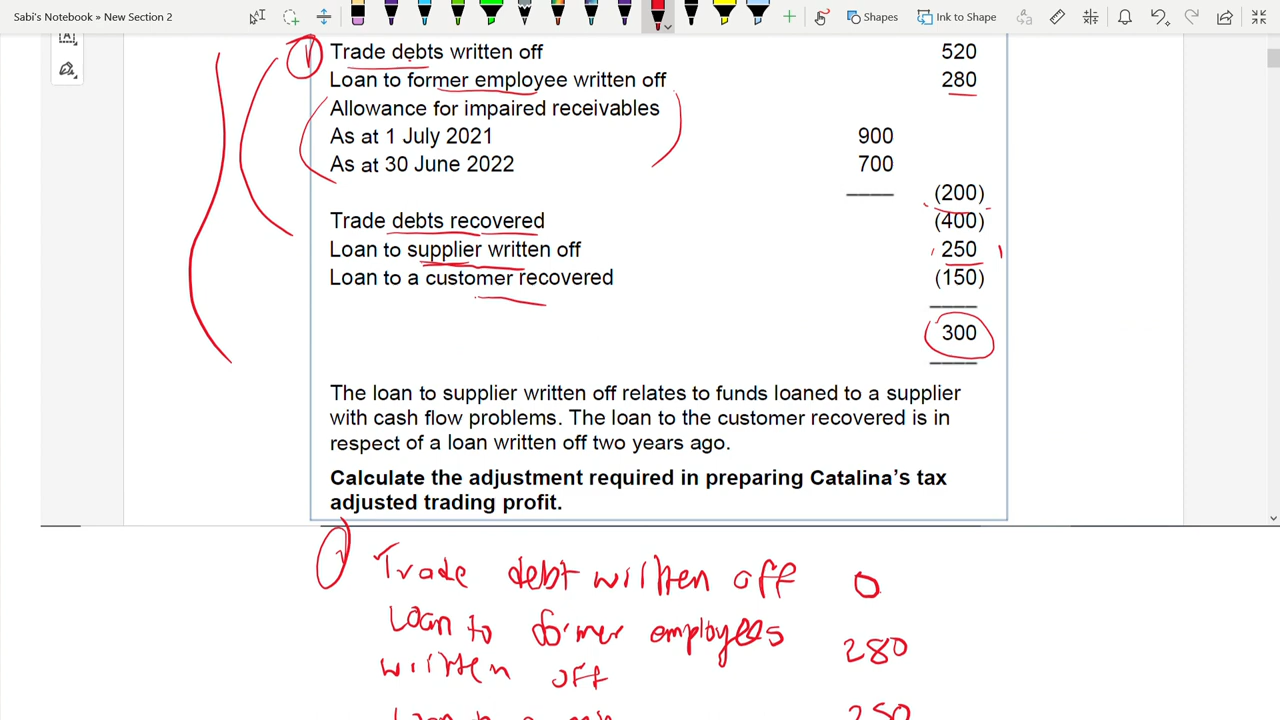 Sabi's Notebook » New Section 2
Shapes
Ink to Shape
Trade debts written off 520
Loan to former employee written off 280
Allowance for impaired receivables
As at 1 July 2021 900
As at 30 June 2022 700
(200)
Trade debts recovered (400)
Loan to supplier written off 250
Loan to a customer recovered (150)
300
The loan to supplier written off relates to funds loaned to a supplier
with cash flow problems. The loan to the customer recovered is in
respect of a loan written off two years ago.
Calculate the adjustment required in preparing Catalina's tax
adjusted trading profit.
Trade debt written off 0
Loan to former employees
written off 280
250